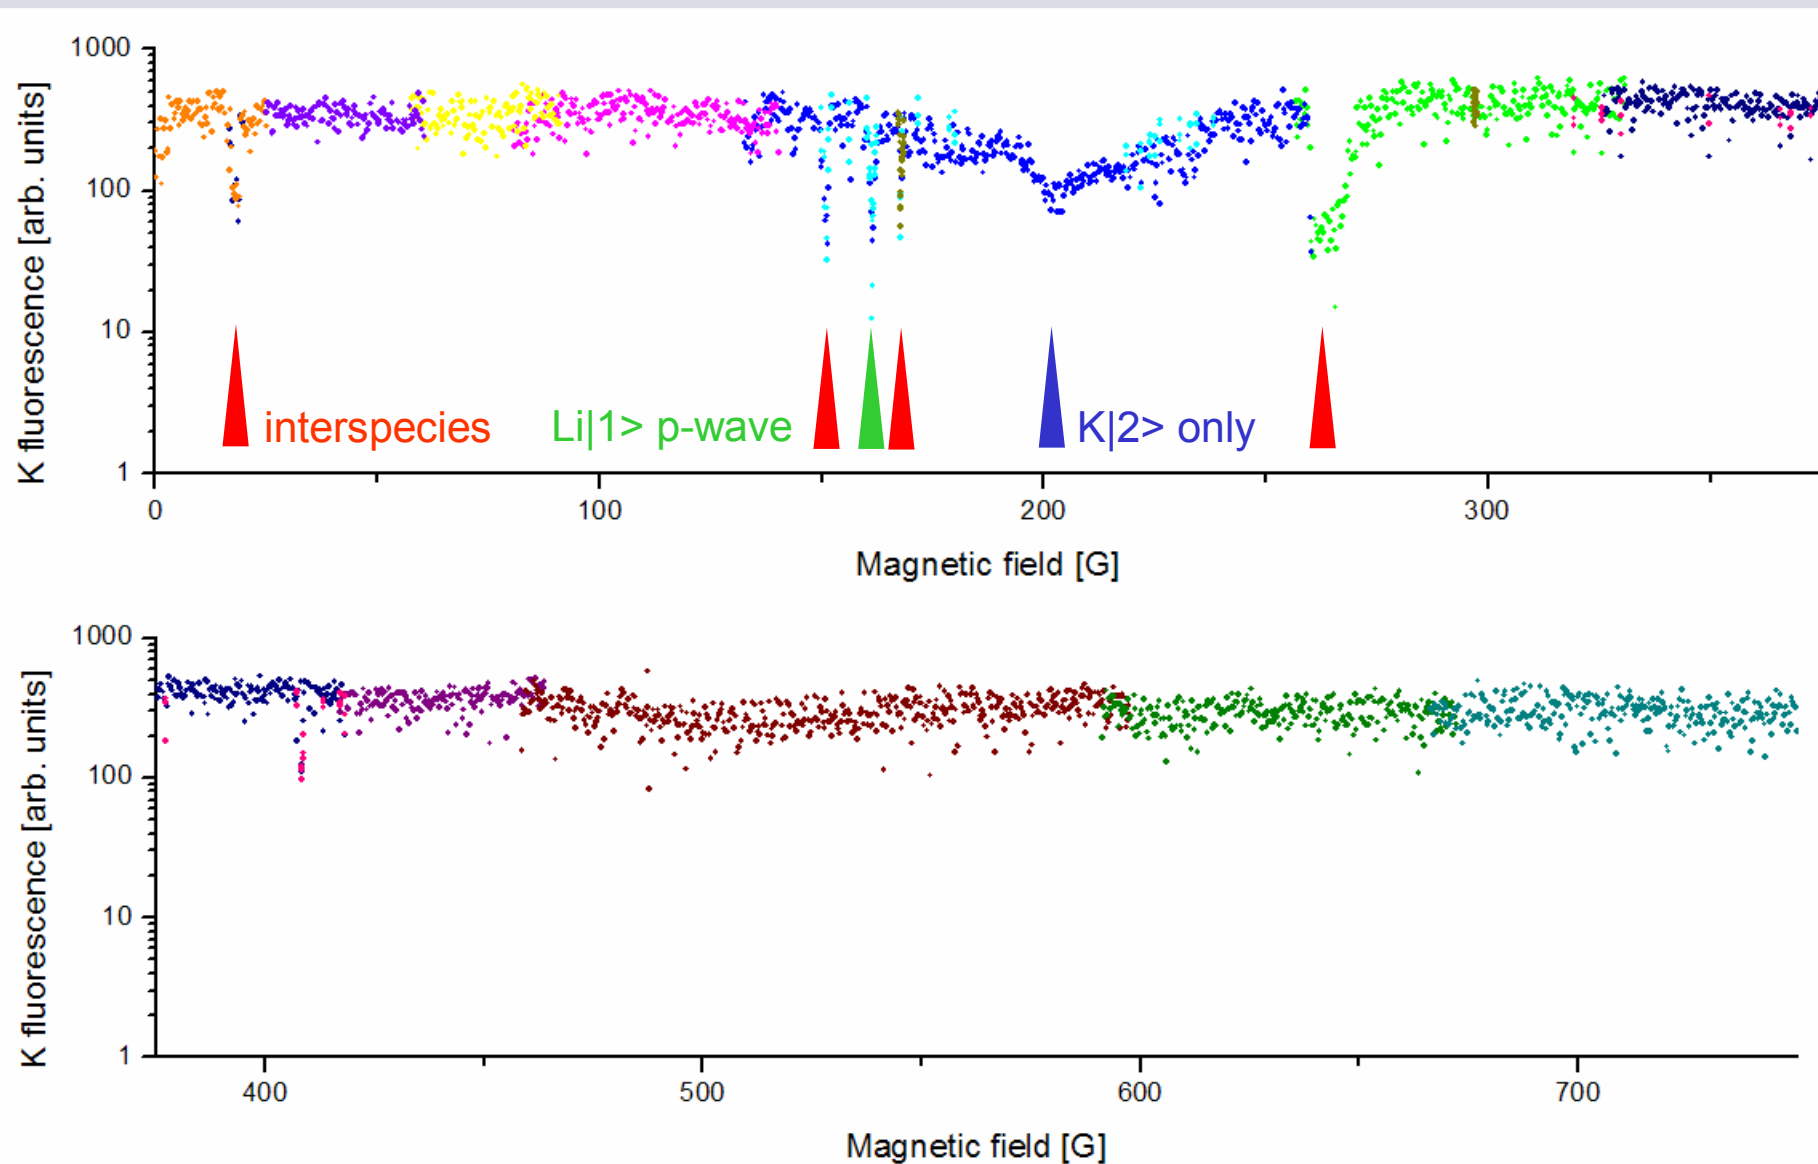 1000
100
10
1
K fluorescence [arb. units]
interspecies
Li|1> p-wave
K|2> only
0
100
200
300
Magnetic field [G]
1000
100
10
1
K fluorescence [arb. units]
400
500
600
700
Magnetic field [G]